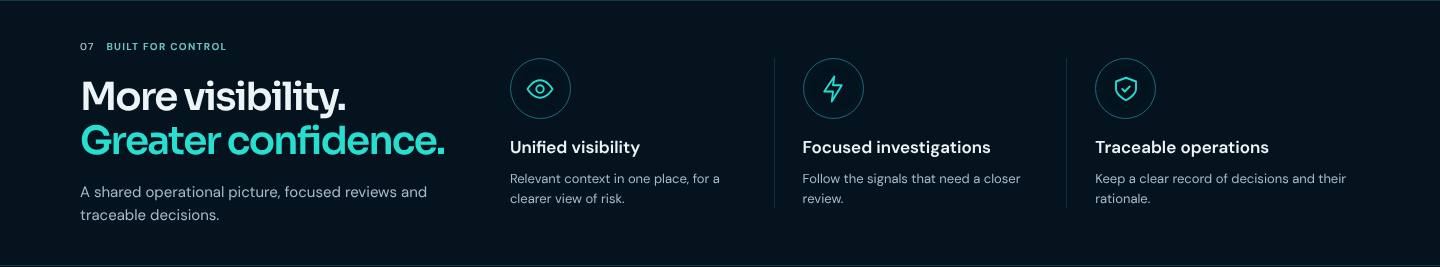 07 BUILT FOR CONTROL
More visibility.
Greater confidence.
A shared operational picture, focused reviews and
traceable decisions.
Unified visibility
Relevant context in one place, for a
clearer view of risk.
Focused investigations
Follow the signals that need a closer
review.
Traceable operations
Keep a clear record of decisions and their
rationale.